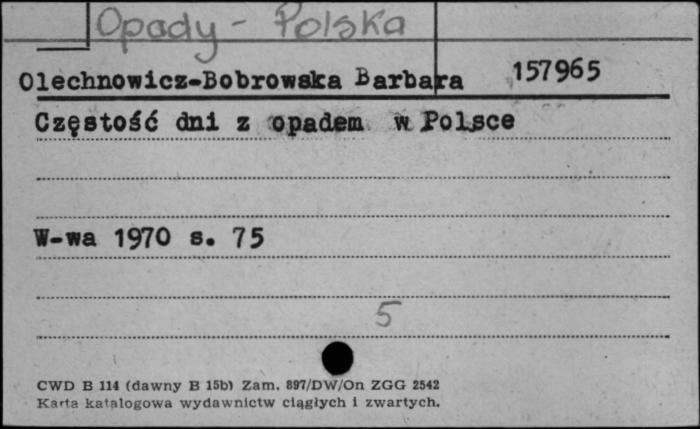 Opady - Polska
Olechnowicz-Bobrowska Barbara 157965
Częstość dni z opadem w Polsce
W-wa 1970 s. 75
5
CWD B 114 (dawny B 15b) Zam. 897/DW/On ZGG 2542
Karta katalogowa wydawnictw ciągłych i zwartych.